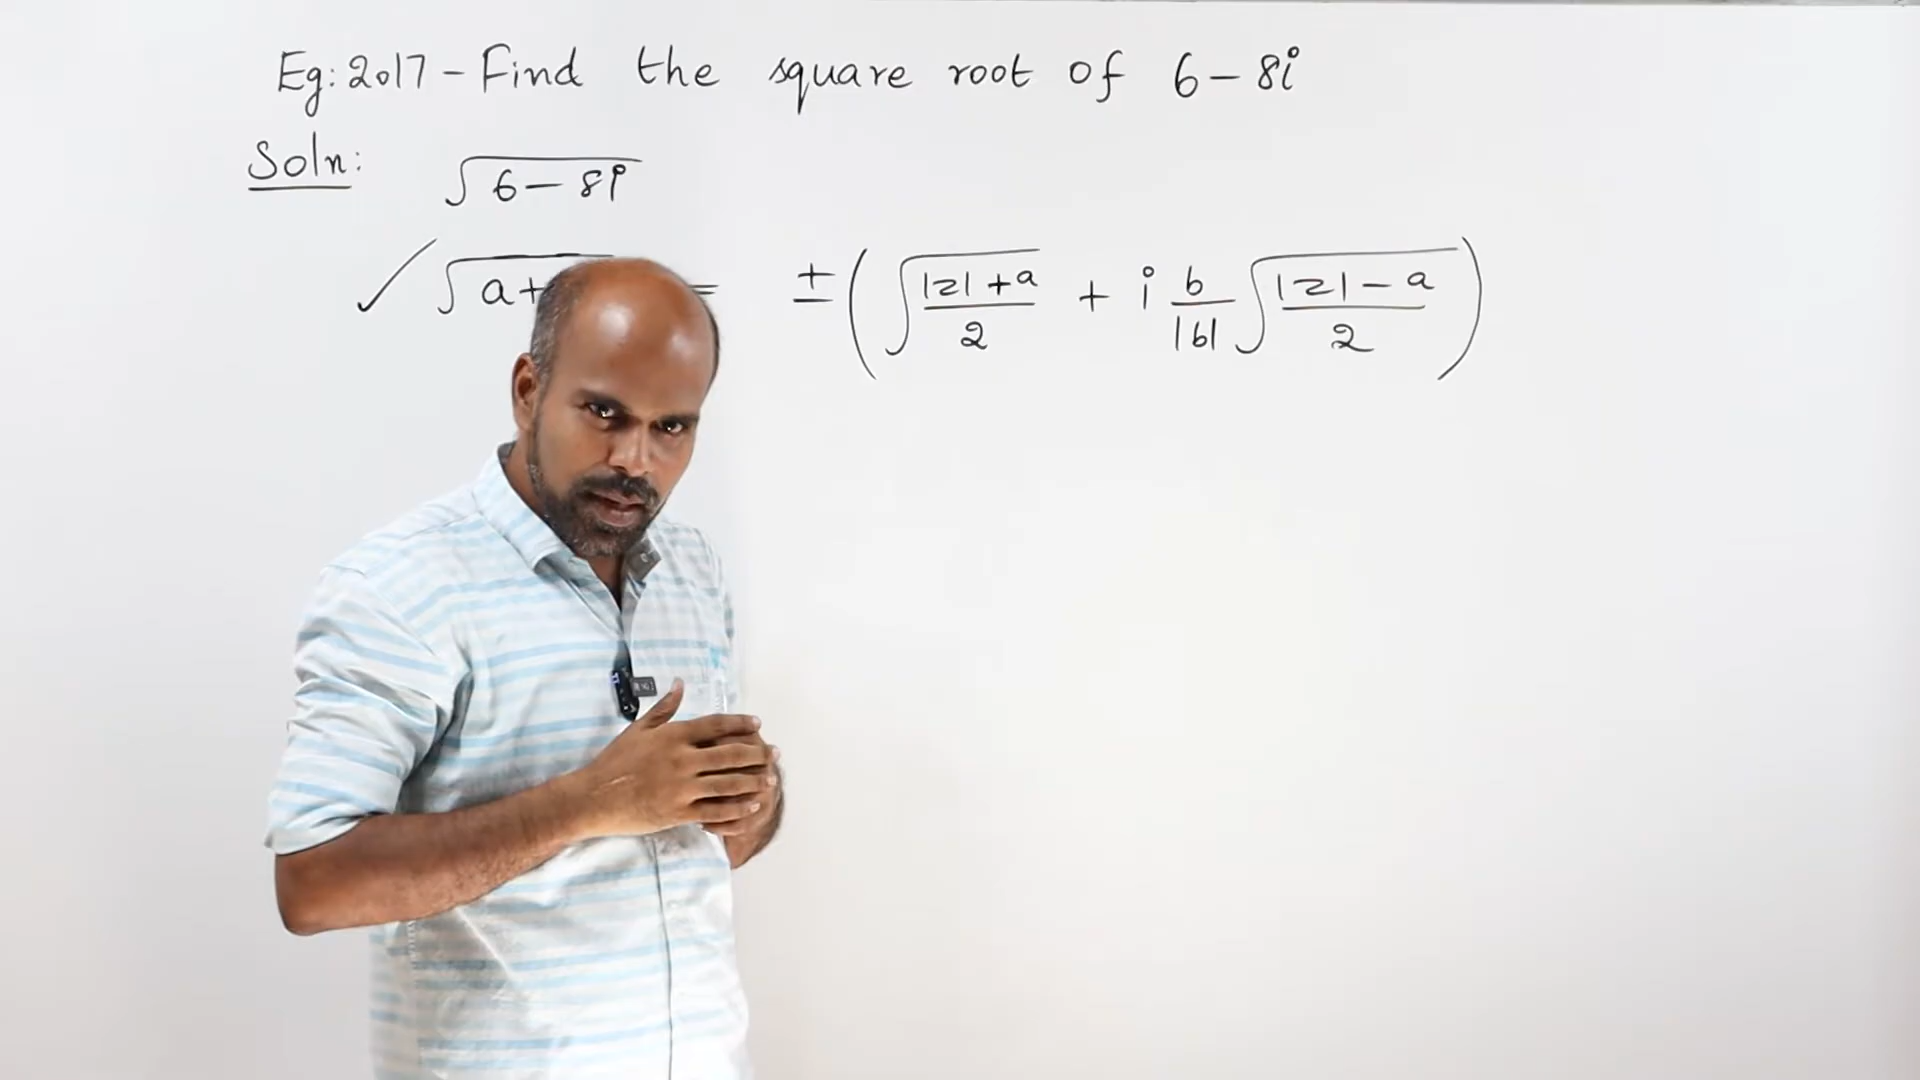 Eg: 2017 - Find the square root of 6 - 8i
Soln:
√(6 - 8i)
✓ √(a+ = ± ( √((|z| + a)/2) + i b/|b| √((|z| - a)/2) )